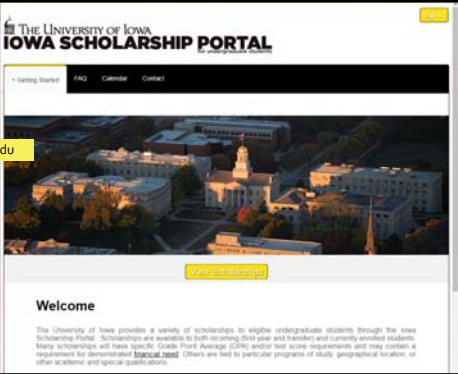 THE UNIVERSITY OF IOWA
IOWA SCHOLARSHIP PORTAL
for undergraduate students
Getting Started FAQ Calendar Contact
du
View Scholarships
Welcome
The University of Iowa provides a variety of scholarships to eligible undergraduate students through the Iowa
Scholarship Portal. Scholarships are available to both incoming (first-year and transfer) and currently enrolled students.
Many scholarships will have specific Grade Point Average (GPA) and/or test score requirements and may contain a
requirement for demonstrated financial need. Others are tied to particular programs of study, geographical location, or
other academic and special qualifications.